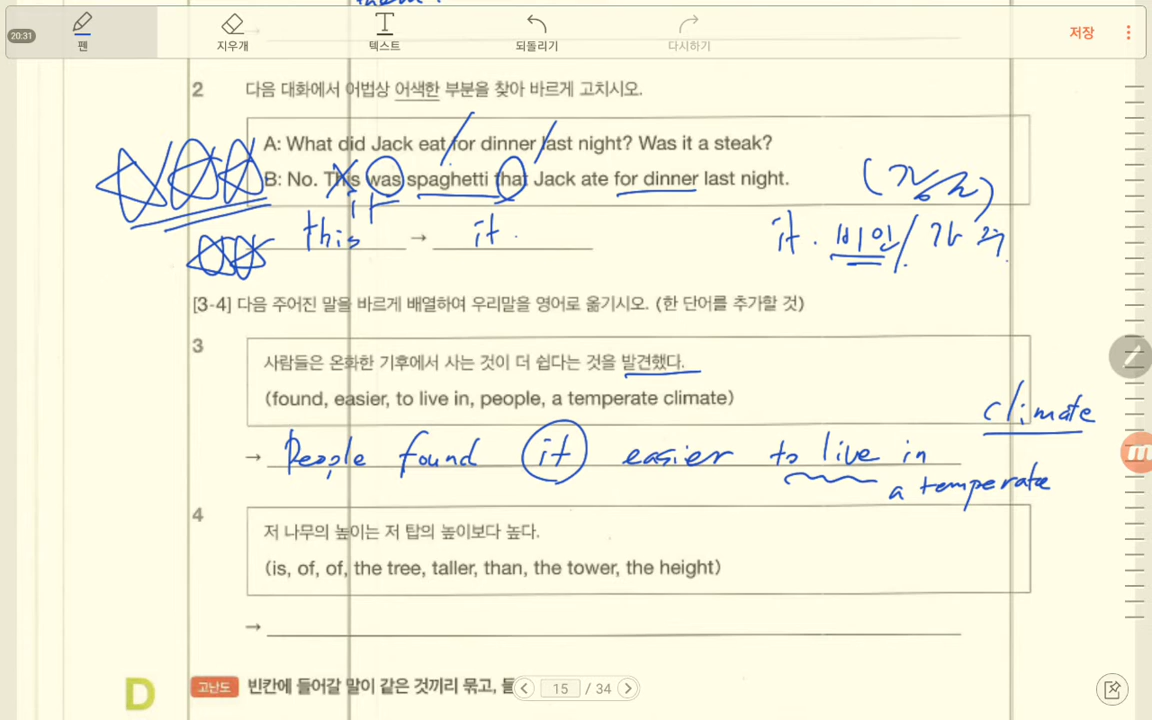 20:31
펜
지우개
텍스트
되돌리기
다시하기
저장
2 다음 대화에서 어법상 어색한 부분을 찾아 바르게 고치시오.
A: What did Jack eat for dinner last night? Was it a steak?
B: No. This was spaghetti that Jack ate for dinner last night.
it
this → it.
(강조)
it. 비인/ 가 주.
[3-4] 다음 주어진 말을 바르게 배열하여 우리말을 영어로 옮기시오. (한 단어를 추가할 것)
3 사람들은 온화한 기후에서 사는 것이 더 쉽다는 것을 발견했다.
(found, easier, to live in, people, a temperate climate)
→ People found it easier to live in
a temperate
climate
4 저 나무의 높이는 저 탑의 높이보다 높다.
(is, of, of, the tree, taller, than, the tower, the height)
→
D 고난도 빈칸에 들어갈 말이 같은 것끼리 묶고,
15 / 34